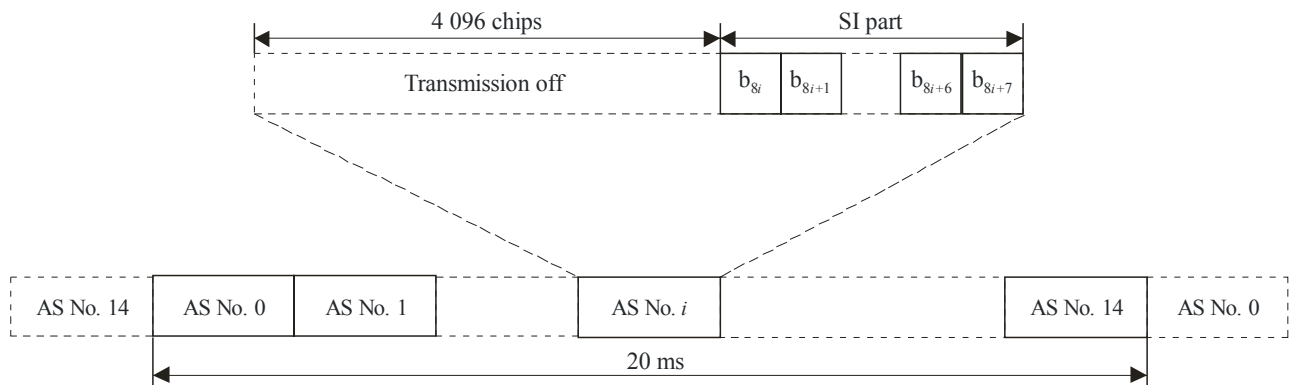 4 096 chips SI part
Transmission off b8i b8i+1 b8i+6 b8i+7
AS No. 14 AS No. 0 AS No. 1 AS No. i AS No. 14 AS No. 0
20 ms